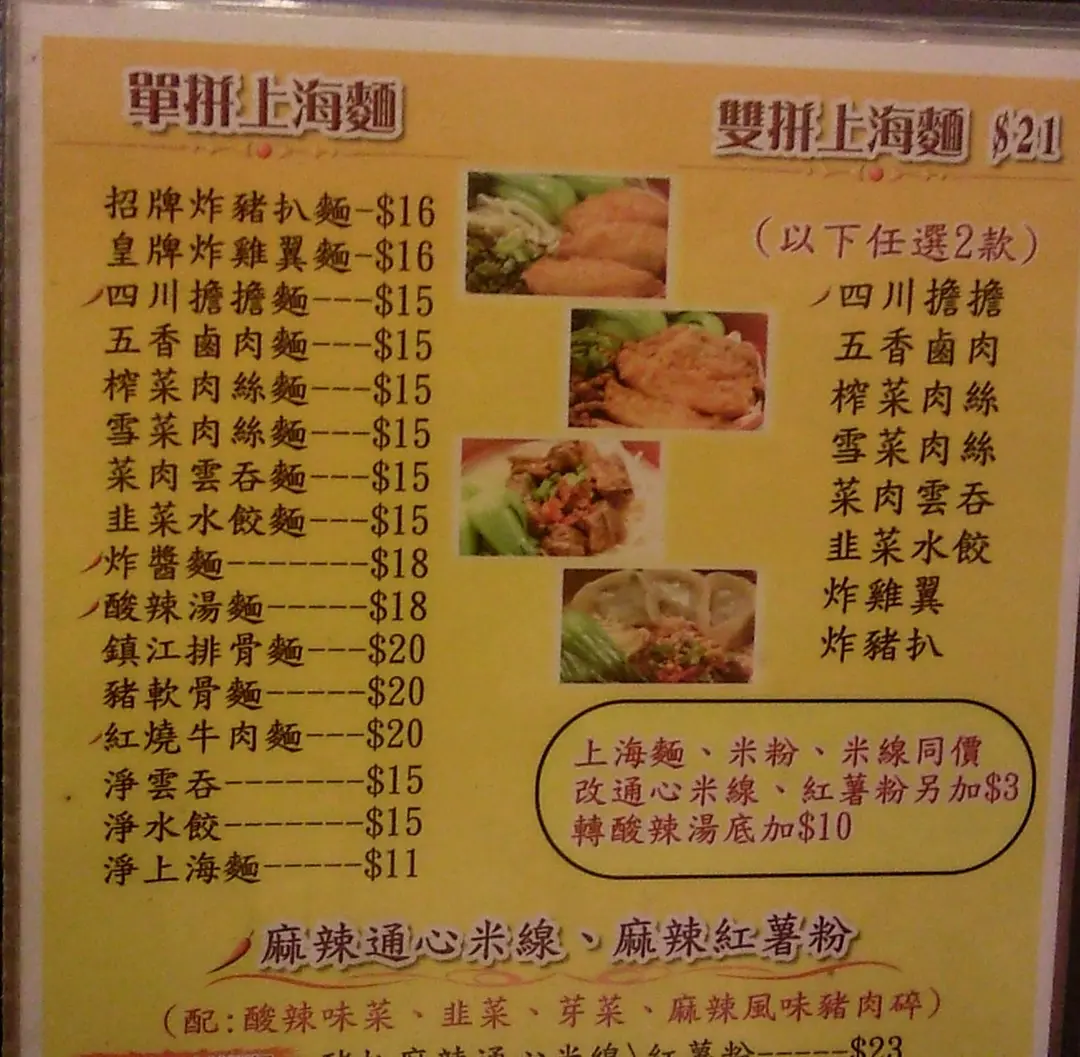 單拼上海麵
招牌炸豬扒麵-$16
皇牌炸雞翼麵-$16
四川擔擔麵---$15
五香鹵肉麵---$15
榨菜肉絲麵---$15
雪菜肉絲麵---$15
菜肉雲吞麵---$15
韭菜水餃麵---$15
炸醬麵-------$18
酸辣湯麵-----$18
鎮江排骨麵---$20
豬軟骨麵-----$20
紅燒牛肉麵---$20
淨雲吞-------$15
淨水餃-------$15
淨上海麵-----$11
雙拼上海麵 $21
(以下任選2款)
四川擔擔
五香鹵肉
榨菜肉絲
雪菜肉絲
菜肉雲吞
韭菜水餃
炸雞翼
炸豬扒
上海麵、米粉、米線同價
改通心米線、紅薯粉另加$3
轉酸辣湯底加$10
麻辣通心米線、麻辣紅薯粉
(配:酸辣味菜、韭菜、芽菜、麻辣風味豬肉碎)
麻辣通心米線\紅薯粉-----$23